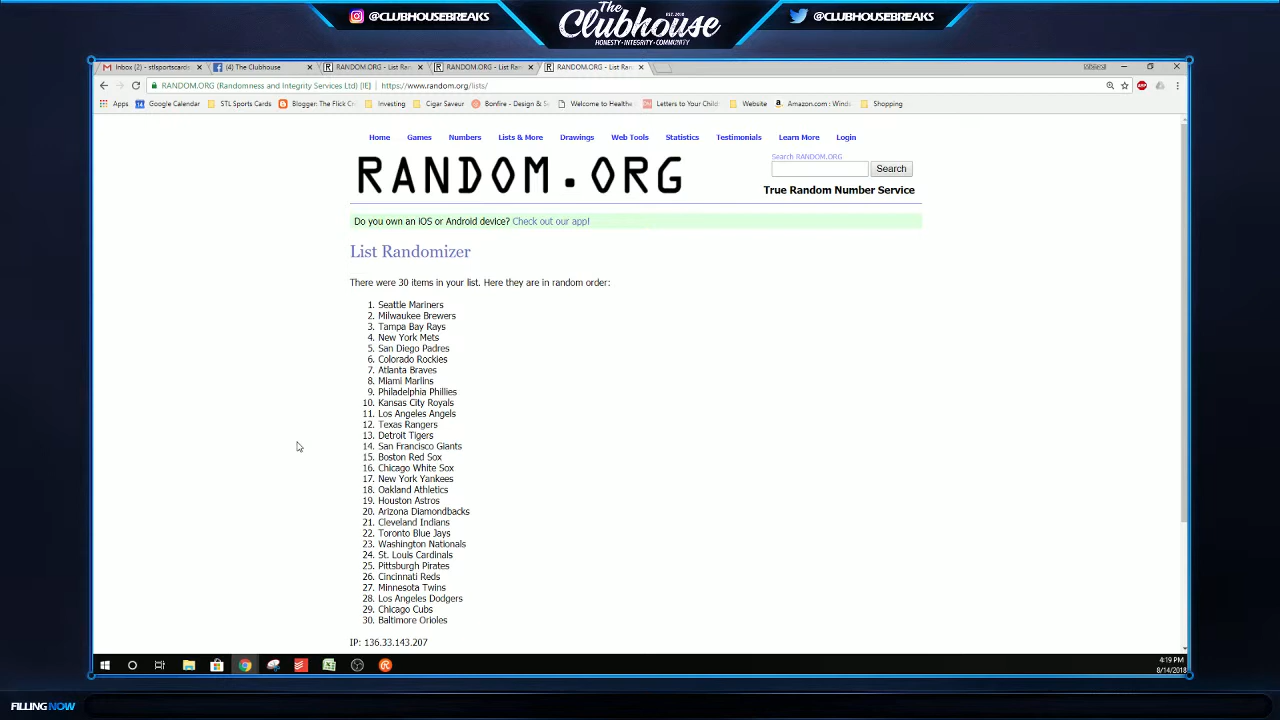 @CLUBHOUSEBREAKS
The Clubhouse
EST. 2018
HONESTY • INTEGRITY • COMMUNITY
@CLUBHOUSEBREAKS
Inbox (2) - stlsportscards
(4) The Clubhouse
RANDOM.ORG - List Ran
RANDOM.ORG - List Ran
RANDOM.ORG - List Ran
RANDOM.ORG (Randomness and Integrity Services Ltd) [IE] https://www.random.org/lists/
Apps Google Calendar STL Sports Cards Blogger: The Flick C Investing Cigar Saveur Bonfire - Design & S Welcome to Healthe Letters to Your Child Website Amazon.com : Wind Shopping
Home Games Numbers Lists & More Drawings Web Tools Statistics Testimonials Learn More Login
RANDOM.ORG
Search RANDOM.ORG
Search
True Random Number Service
Do you own an IOS or Android device? Check out our app!
List Randomizer
There were 30 items in your list. Here they are in random order:
1. Seattle Mariners
2. Milwaukee Brewers
3. Tampa Bay Rays
4. New York Mets
5. San Diego Padres
6. Colorado Rockies
7. Atlanta Braves
8. Miami Marlins
9. Philadelphia Phillies
10. Kansas City Royals
11. Los Angeles Angels
12. Texas Rangers
13. Detroit Tigers
14. San Francisco Giants
15. Boston Red Sox
16. Chicago White Sox
17. New York Yankees
18. Oakland Athletics
19. Houston Astros
20. Arizona Diamondbacks
21. Cleveland Indians
22. Toronto Blue Jays
23. Washington Nationals
24. St. Louis Cardinals
25. Pittsburgh Pirates
26. Cincinnati Reds
27. Minnesota Twins
28. Los Angeles Dodgers
29. Chicago Cubs
30. Baltimore Orioles
IP: 136.33.143.207
4:19 PM
8/14/2018
FILLING NOW